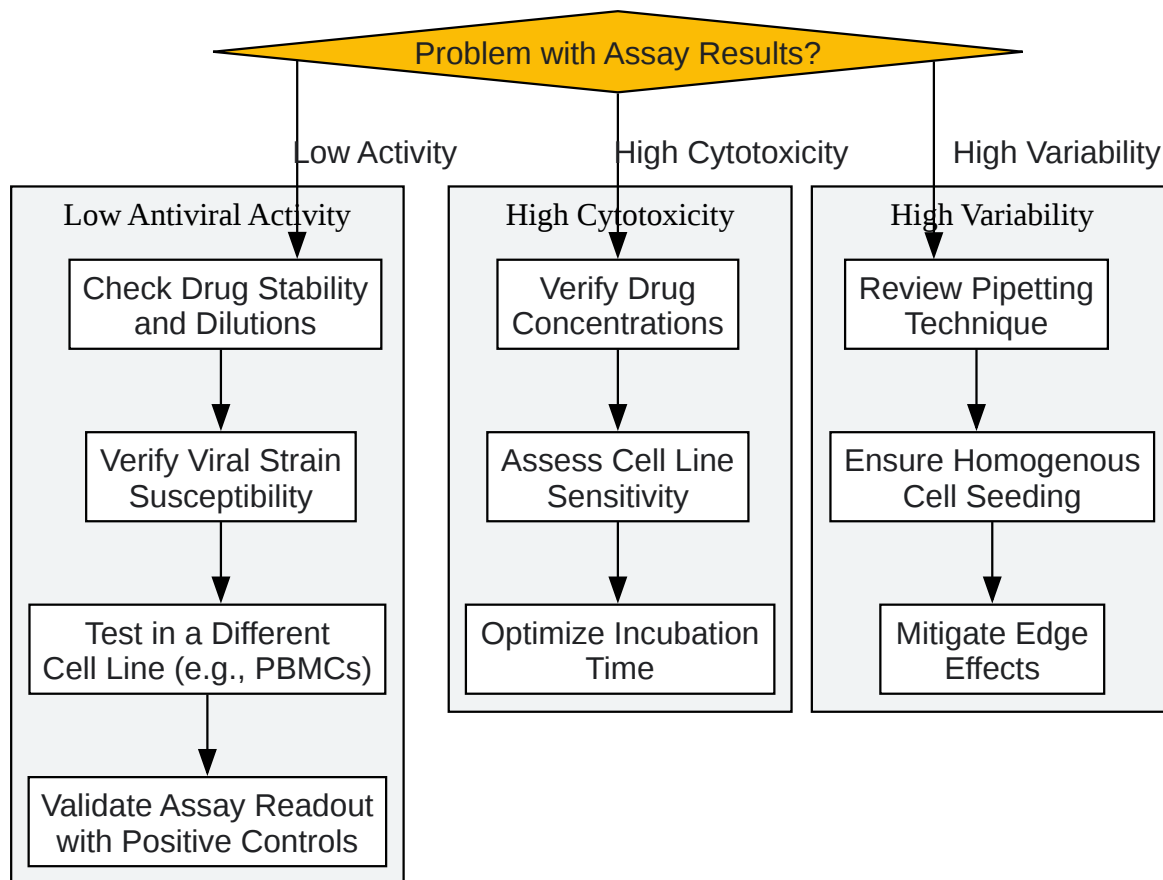 Problem with Assay Results?
Low Activity
High Cytotoxicity
High Variability
Low Antiviral Activity
Check Drug Stability
and Dilutions
Verify Viral Strain
Susceptibility
Test in a Different
Cell Line (e.g., PBMCs)
Validate Assay Readout
with Positive Controls
High Cytotoxicity
Verify Drug
Concentrations
Assess Cell Line
Sensitivity
Optimize Incubation
Time
High Variability
Review Pipetting
Technique
Ensure Homogenous
Cell Seeding
Mitigate Edge
Effects